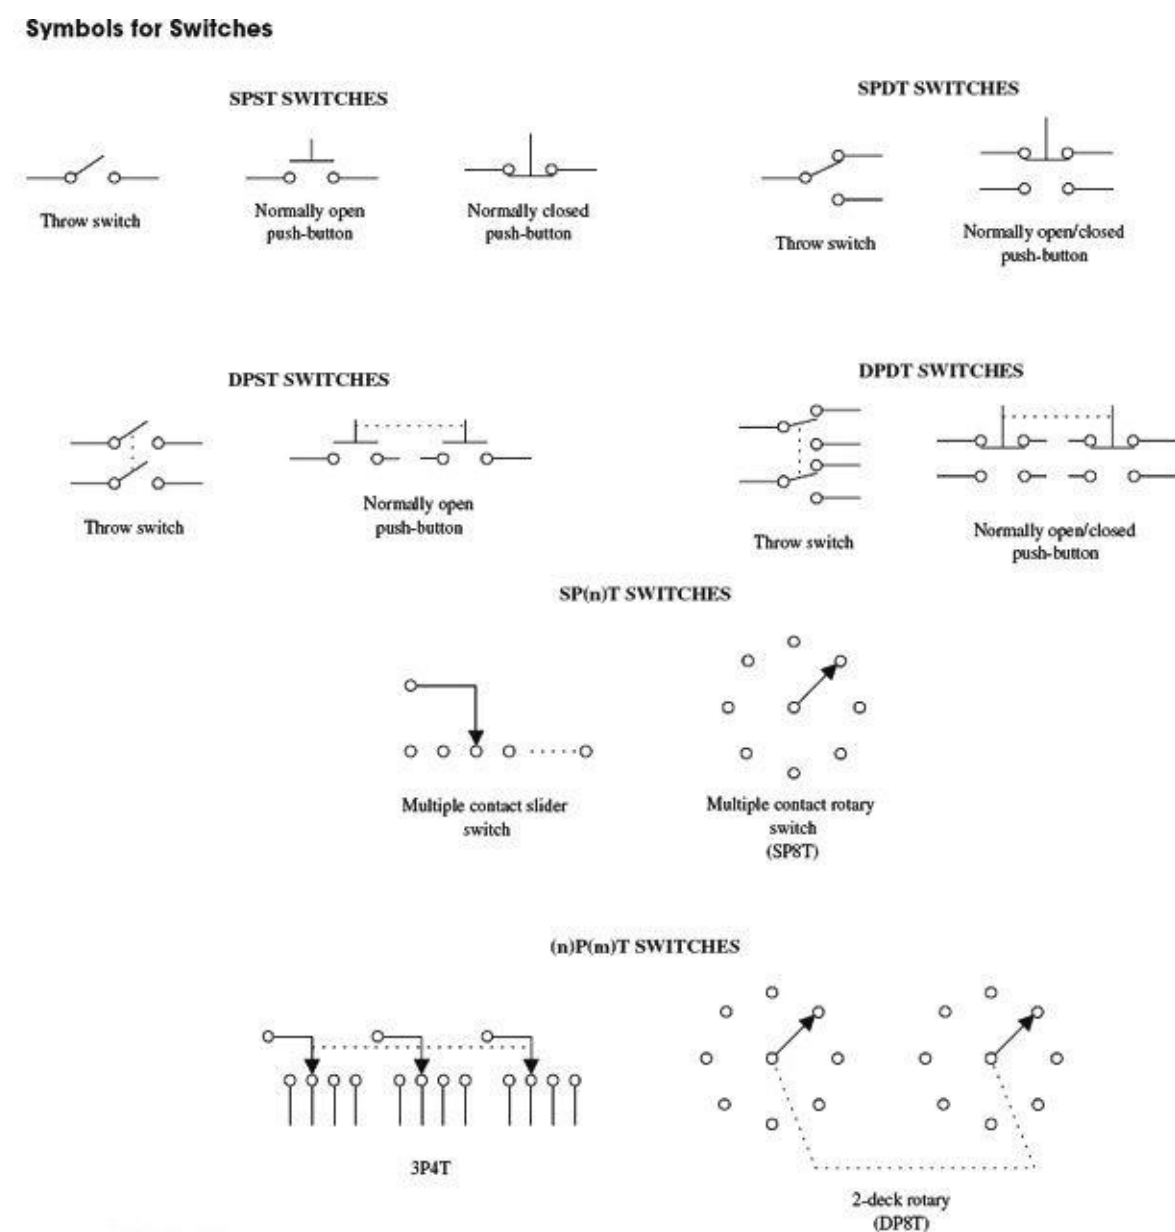 Symbols for Switches
SPST SWITCHES
Throw switch
Normally open
push-button
Normally closed
push-button
SPDT SWITCHES
Throw switch
Normally open/closed
push-button
DPST SWITCHES
Throw switch
Normally open
push-button
DPDT SWITCHES
Throw switch
Normally open/closed
push-button
SP(n)T SWITCHES
Multiple contact slider
switch
Multiple contact rotary
switch
(SP8T)
(n)P(m)T SWITCHES
3P4T
2-deck rotary
(DP8T)